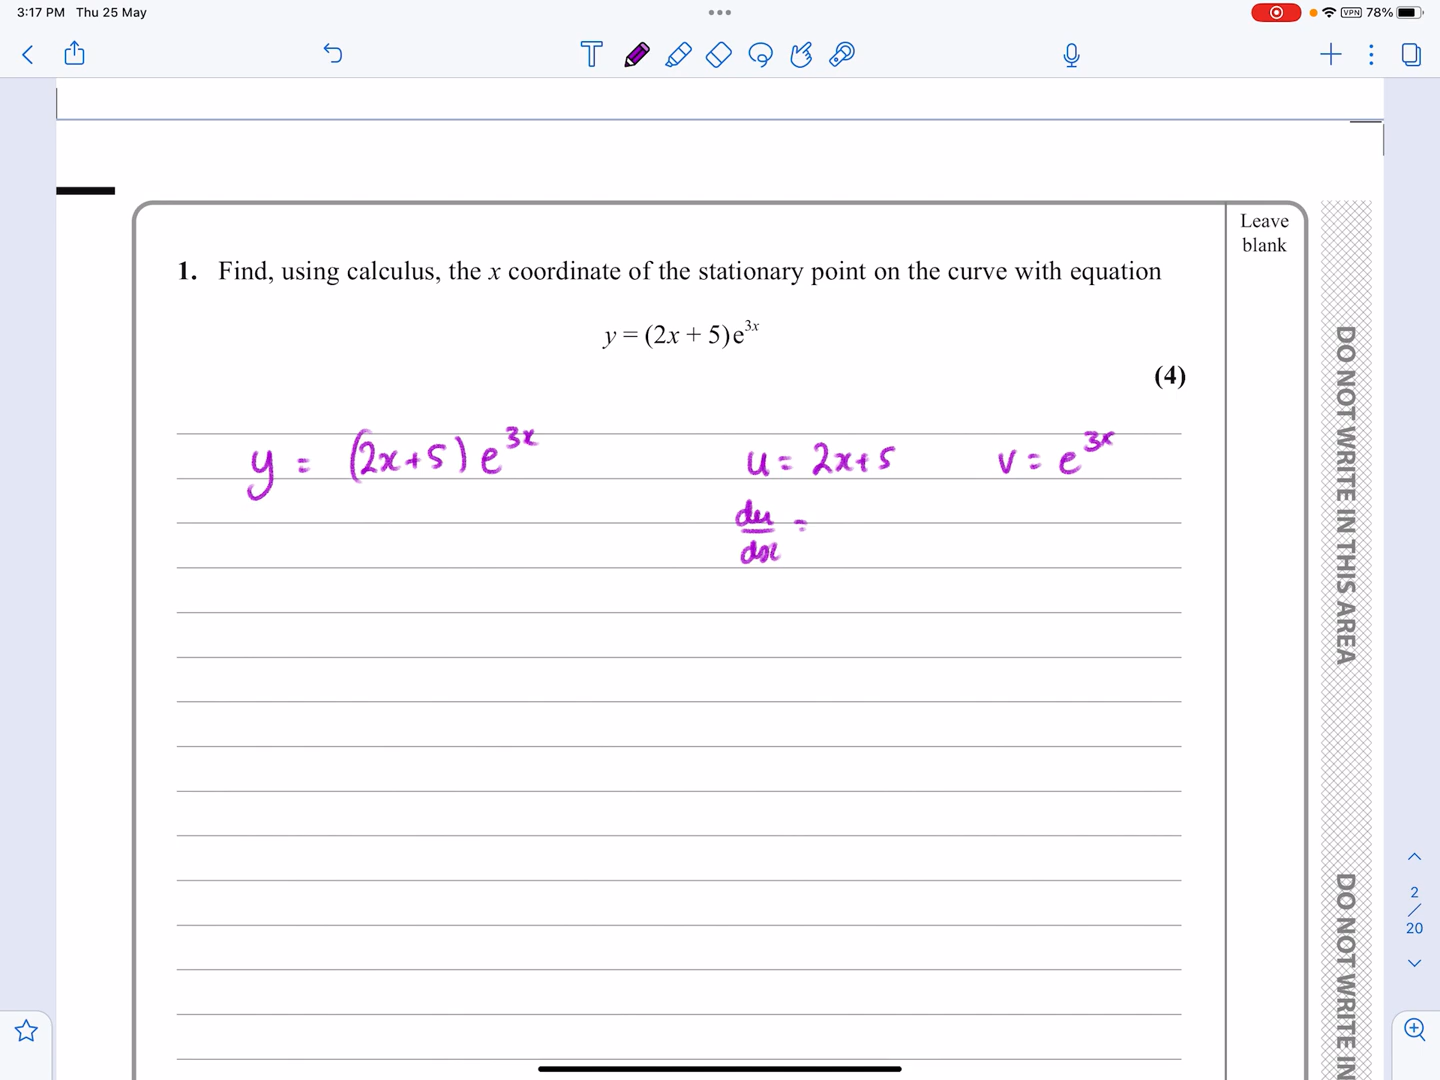 3:17 PM Thu 25 May
VPN 78%
T
Leave
blank
1. Find, using calculus, the x coordinate of the stationary point on the curve with equation
y = (2x + 5)e^{3x}
(4)
y = (2x+5)e^{3x} u = 2x+5 v = e^{3x}
du/dx =
DO NOT WRITE IN THIS AREA
DO NOT WRITE IN
2
/
20